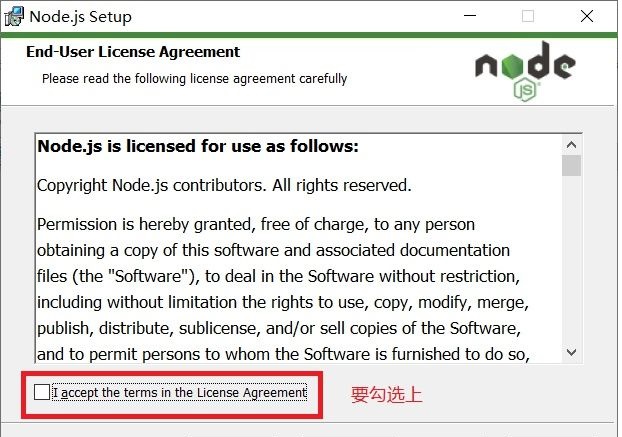 Node.js Setup
End-User License Agreement
Please read the following license agreement carefully
node
JS
Node.js is licensed for use as follows:
Copyright Node.js contributors. All rights reserved.
Permission is hereby granted, free of charge, to any person
obtaining a copy of this software and associated documentation
files (the "Software"), to deal in the Software without restriction,
including without limitation the rights to use, copy, modify, merge,
publish, distribute, sublicense, and/or sell copies of the Software,
and to permit persons to whom the Software is furnished to do so,
I accept the terms in the License Agreement 要勾选上